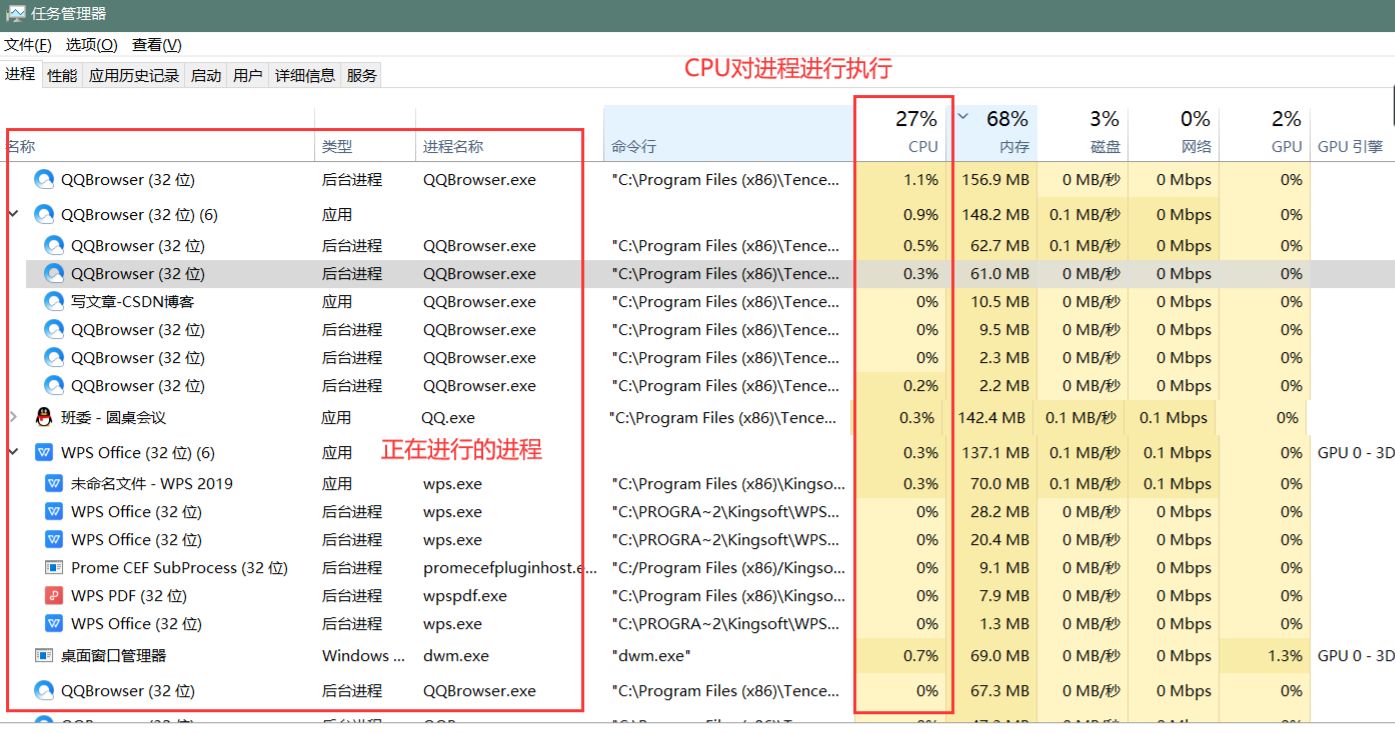 任务管理器
文件(F) 选项(O) 查看(V)
进程 性能 应用历史记录 启动 用户 详细信息 服务
CPU对进程进行执行
27% 68% 3% 0% 2%
名称 类型 进程名称 命令行 CPU 内存 磁盘 网络 GPU GPU 引擎
QQBrowser (32 位) 后台进程 QQBrowser.exe "C:\Program Files (x86)\Tence... 1.1% 156.9 MB 0 MB/秒 0 Mbps 0%
QQBrowser (32 位) (6) 应用 0.9% 148.2 MB 0.1 MB/秒 0 Mbps 0%
QQBrowser (32 位) 后台进程 QQBrowser.exe "C:\Program Files (x86)\Tence... 0.5% 62.7 MB 0.1 MB/秒 0 Mbps 0%
QQBrowser (32 位) 后台进程 QQBrowser.exe "C:\Program Files (x86)\Tence... 0.3% 61.0 MB 0 MB/秒 0 Mbps 0%
写文章-CSDN博客 应用 QQBrowser.exe "C:\Program Files (x86)\Tence... 0% 10.5 MB 0 MB/秒 0 Mbps 0%
QQBrowser (32 位) 后台进程 QQBrowser.exe "C:\Program Files (x86)\Tence... 0% 9.5 MB 0 MB/秒 0 Mbps 0%
QQBrowser (32 位) 后台进程 QQBrowser.exe "C:\Program Files (x86)\Tence... 0% 2.3 MB 0 MB/秒 0 Mbps 0%
QQBrowser (32 位) 后台进程 QQBrowser.exe "C:\Program Files (x86)\Tence... 0.2% 2.2 MB 0 MB/秒 0 Mbps 0%
班委 - 圆桌会议 应用 QQ.exe "C:\Program Files (x86)\Tence... 0.3% 142.4 MB 0.1 MB/秒 0.1 Mbps 0%
正在进行的进程
WPS Office (32 位) (6) 应用 0.3% 137.1 MB 0.1 MB/秒 0.1 Mbps 0% GPU 0 - 3D
未命名文件 - WPS 2019 应用 wps.exe "C:\Program Files (x86)\Kingso... 0.3% 70.0 MB 0.1 MB/秒 0.1 Mbps 0%
WPS Office (32 位) 后台进程 wps.exe "C:\PROGRA~2\Kingsoft\WPS... 0% 28.2 MB 0 MB/秒 0 Mbps 0%
WPS Office (32 位) 后台进程 wps.exe "C:\PROGRA~2\Kingsoft\WPS... 0% 20.4 MB 0 MB/秒 0 Mbps 0%
Prome CEF SubProcess (32 位) 后台进程 promecefpluginhost.e... "C:/Program Files (x86)/Kingso... 0% 9.1 MB 0 MB/秒 0 Mbps 0%
WPS PDF (32 位) 后台进程 wpspdf.exe "C:\Program Files (x86)\Kingso... 0% 7.9 MB 0 MB/秒 0 Mbps 0%
WPS Office (32 位) 后台进程 wps.exe "C:\PROGRA~2\Kingsoft\WPS... 0% 1.3 MB 0 MB/秒 0 Mbps 0%
桌面窗口管理器 Windows ... dwm.exe "dwm.exe" 0.7% 69.0 MB 0 MB/秒 0 Mbps 1.3% GPU 0 - 3D
QQBrowser (32 位) 后台进程 QQBrowser.exe "C:\Program Files (x86)\Tence... 0% 67.3 MB 0 MB/秒 0 Mbps 0%